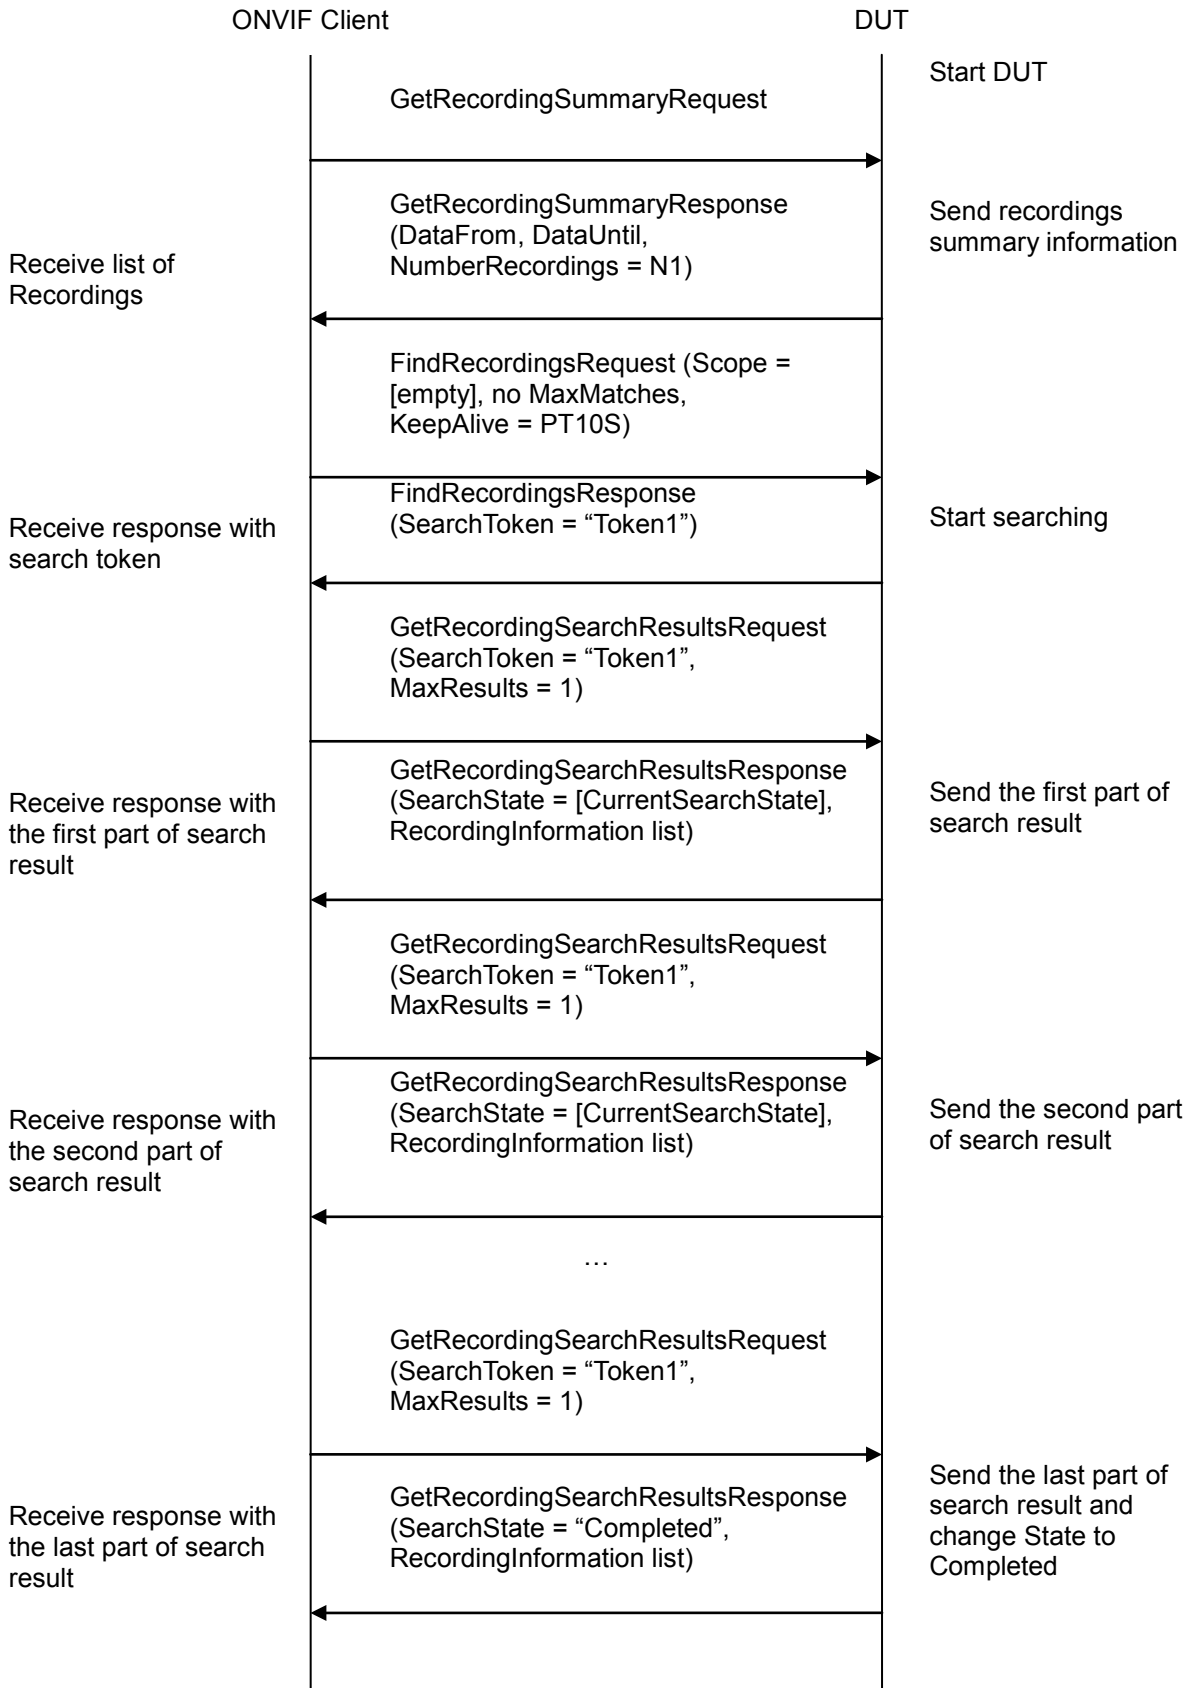 ONVIF Client
DUT
Start DUT
GetRecordingSummaryRequest
GetRecordingSummaryResponse
(DataFrom, DataUntil,
NumberRecordings = N1)
Send recordings
summary information
Receive list of
Recordings
FindRecordingsRequest (Scope =
[empty], no MaxMatches,
KeepAlive = PT10S)
FindRecordingsResponse
(SearchToken = “Token1”)
Start searching
Receive response with
search token
GetRecordingSearchResultsRequest
(SearchToken = “Token1”,
MaxResults = 1)
GetRecordingSearchResultsResponse
(SearchState = [CurrentSearchState],
RecordingInformation list)
Send the first part of
search result
Receive response with
the first part of search
result
GetRecordingSearchResultsRequest
(SearchToken = “Token1”,
MaxResults = 1)
GetRecordingSearchResultsResponse
(SearchState = [CurrentSearchState],
RecordingInformation list)
Send the second part
of search result
Receive response with
the second part of
search result
…
GetRecordingSearchResultsRequest
(SearchToken = “Token1”,
MaxResults = 1)
GetRecordingSearchResultsResponse
(SearchState = “Completed”,
RecordingInformation list)
Send the last part of
search result and
change State to
Completed
Receive response with
the last part of search
result